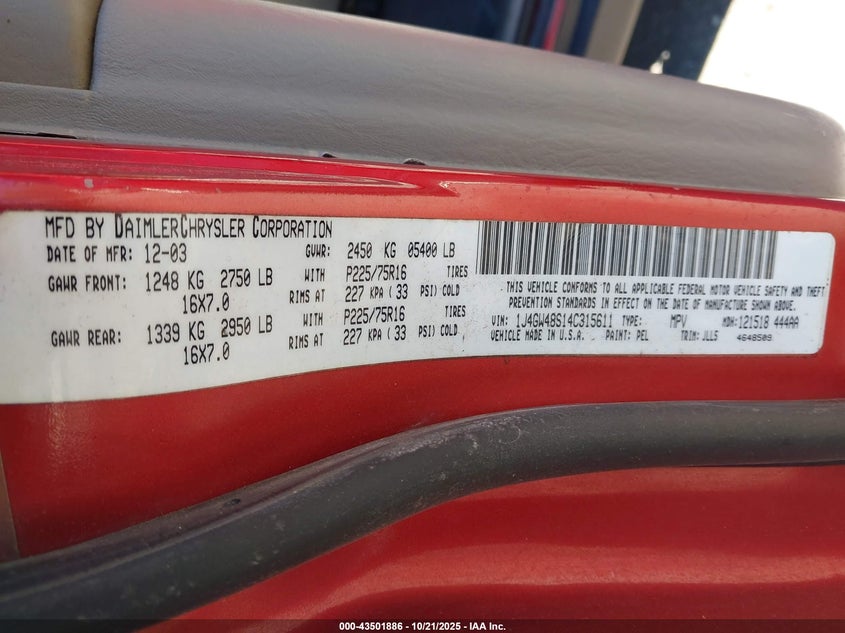 MFD BY DAIMLERCHRYSLER CORPORATION
DATE OF MFR: 12-03 GVWR: 2450 KG 05400 LB
GAWR FRONT: 1248 KG 2750 LB WITH P225/75R16 TIRES
16X7.0 RIMS AT 227 KPA ( 33 PSI) COLD
GAWR REAR: 1339 KG 2950 LB WITH P225/75R16 TIRES
16X7.0 RIMS AT 227 KPA ( 33 PSI) COLD
THIS VEHICLE CONFORMS TO ALL APPLICABLE FEDERAL MOTOR VEHICLE SAFETY AND THEFT
PREVENTION STANDARDS IN EFFECT ON THE DATE OF MANUFACTURE SHOWN ABOVE.
VIN: 1J4GW48S14C315611 TYPE: MPV MDH: 121518 444AA
VEHICLE MADE IN U.S.A. PAINT: PEL TRIM: JLL5 4648509
000-43501886 | 10/21/2025 | IAA Inc.